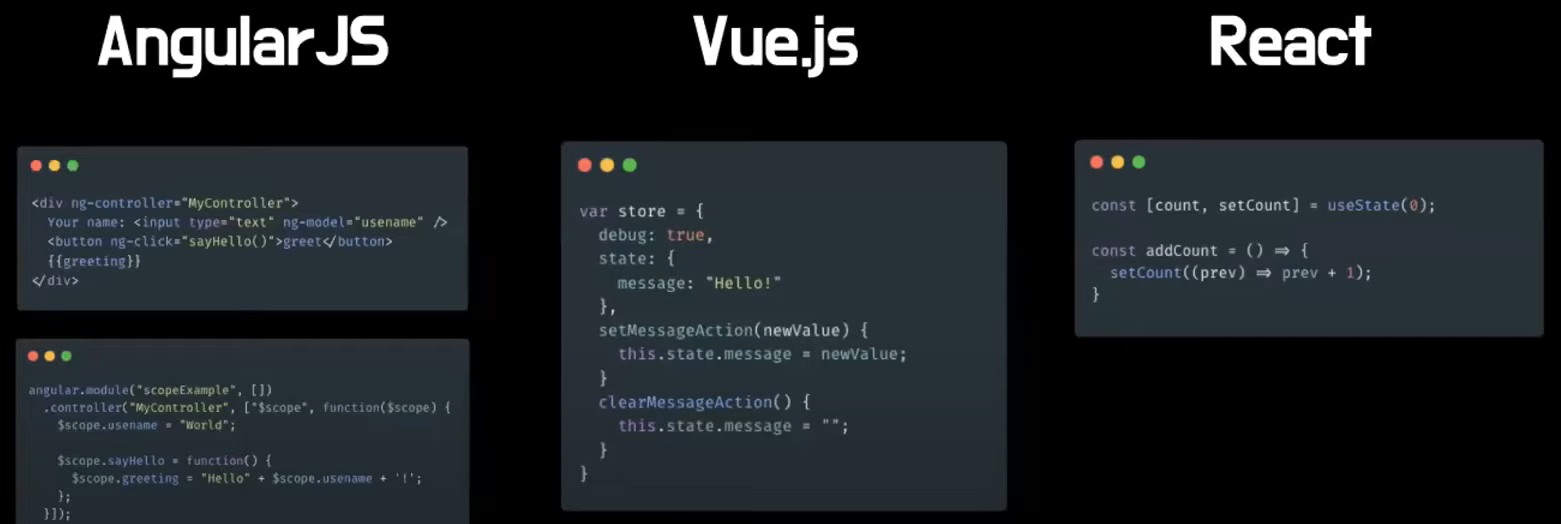 AngularJS
<div ng-controller="MyController">
  Your name: <input type="text" ng-model="usename" />
  <button ng-click="sayHello()">greet</button>
  {{greeting}}
</div>
angular.module("scopeExample", [])
  .controller("MyController", ["$scope", function($scope) {
    $scope.usename = "World";
    $scope.sayHello = function() {
      $scope.greeting = "Hello" + $scope.usename + '!';
    };
  }]);
Vue.js
var store = {
  debug: true,
  state: {
    message: "Hello!"
  },
  setMessageAction(newValue) {
    this.state.message = newValue;
  }
  clearMessageAction() {
    this.state.message = "";
  }
}
React
const [count, setCount] = useState(0);
const addCount = () => {
  setCount((prev) => prev + 1);
}